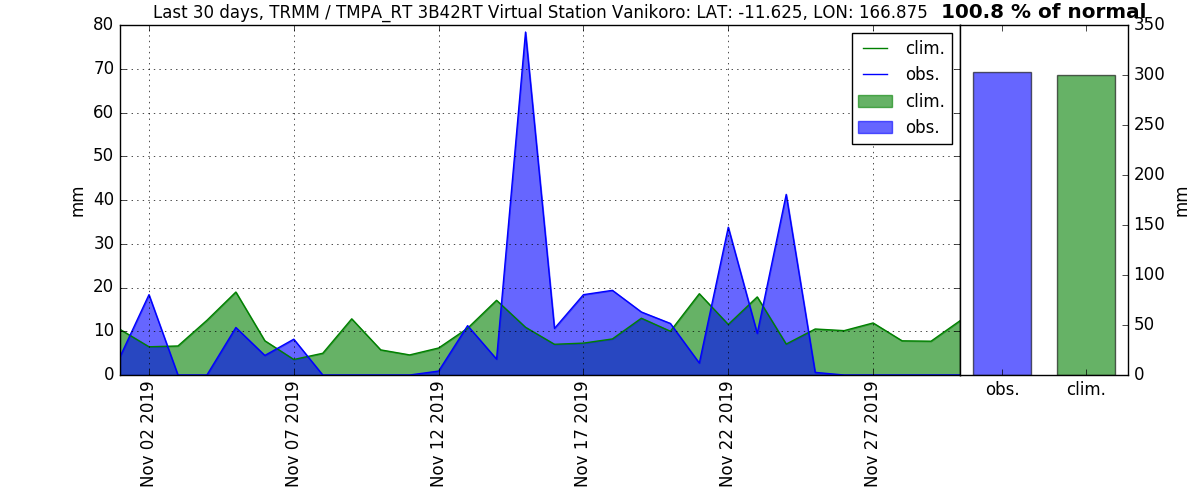 Last 30 days, TRMM / TMPA_RT 3B42RT Virtual Station Vanikoro: LAT: -11.625, LON: 166.875 100.8 % of normal
80
70
60
50
40
30
20
10
0
mm
clim.
obs.
clim.
obs.
350
300
250
200
150
100
50
0
mm
obs.
clim.
Nov 02 2019
Nov 07 2019
Nov 12 2019
Nov 17 2019
Nov 22 2019
Nov 27 2019